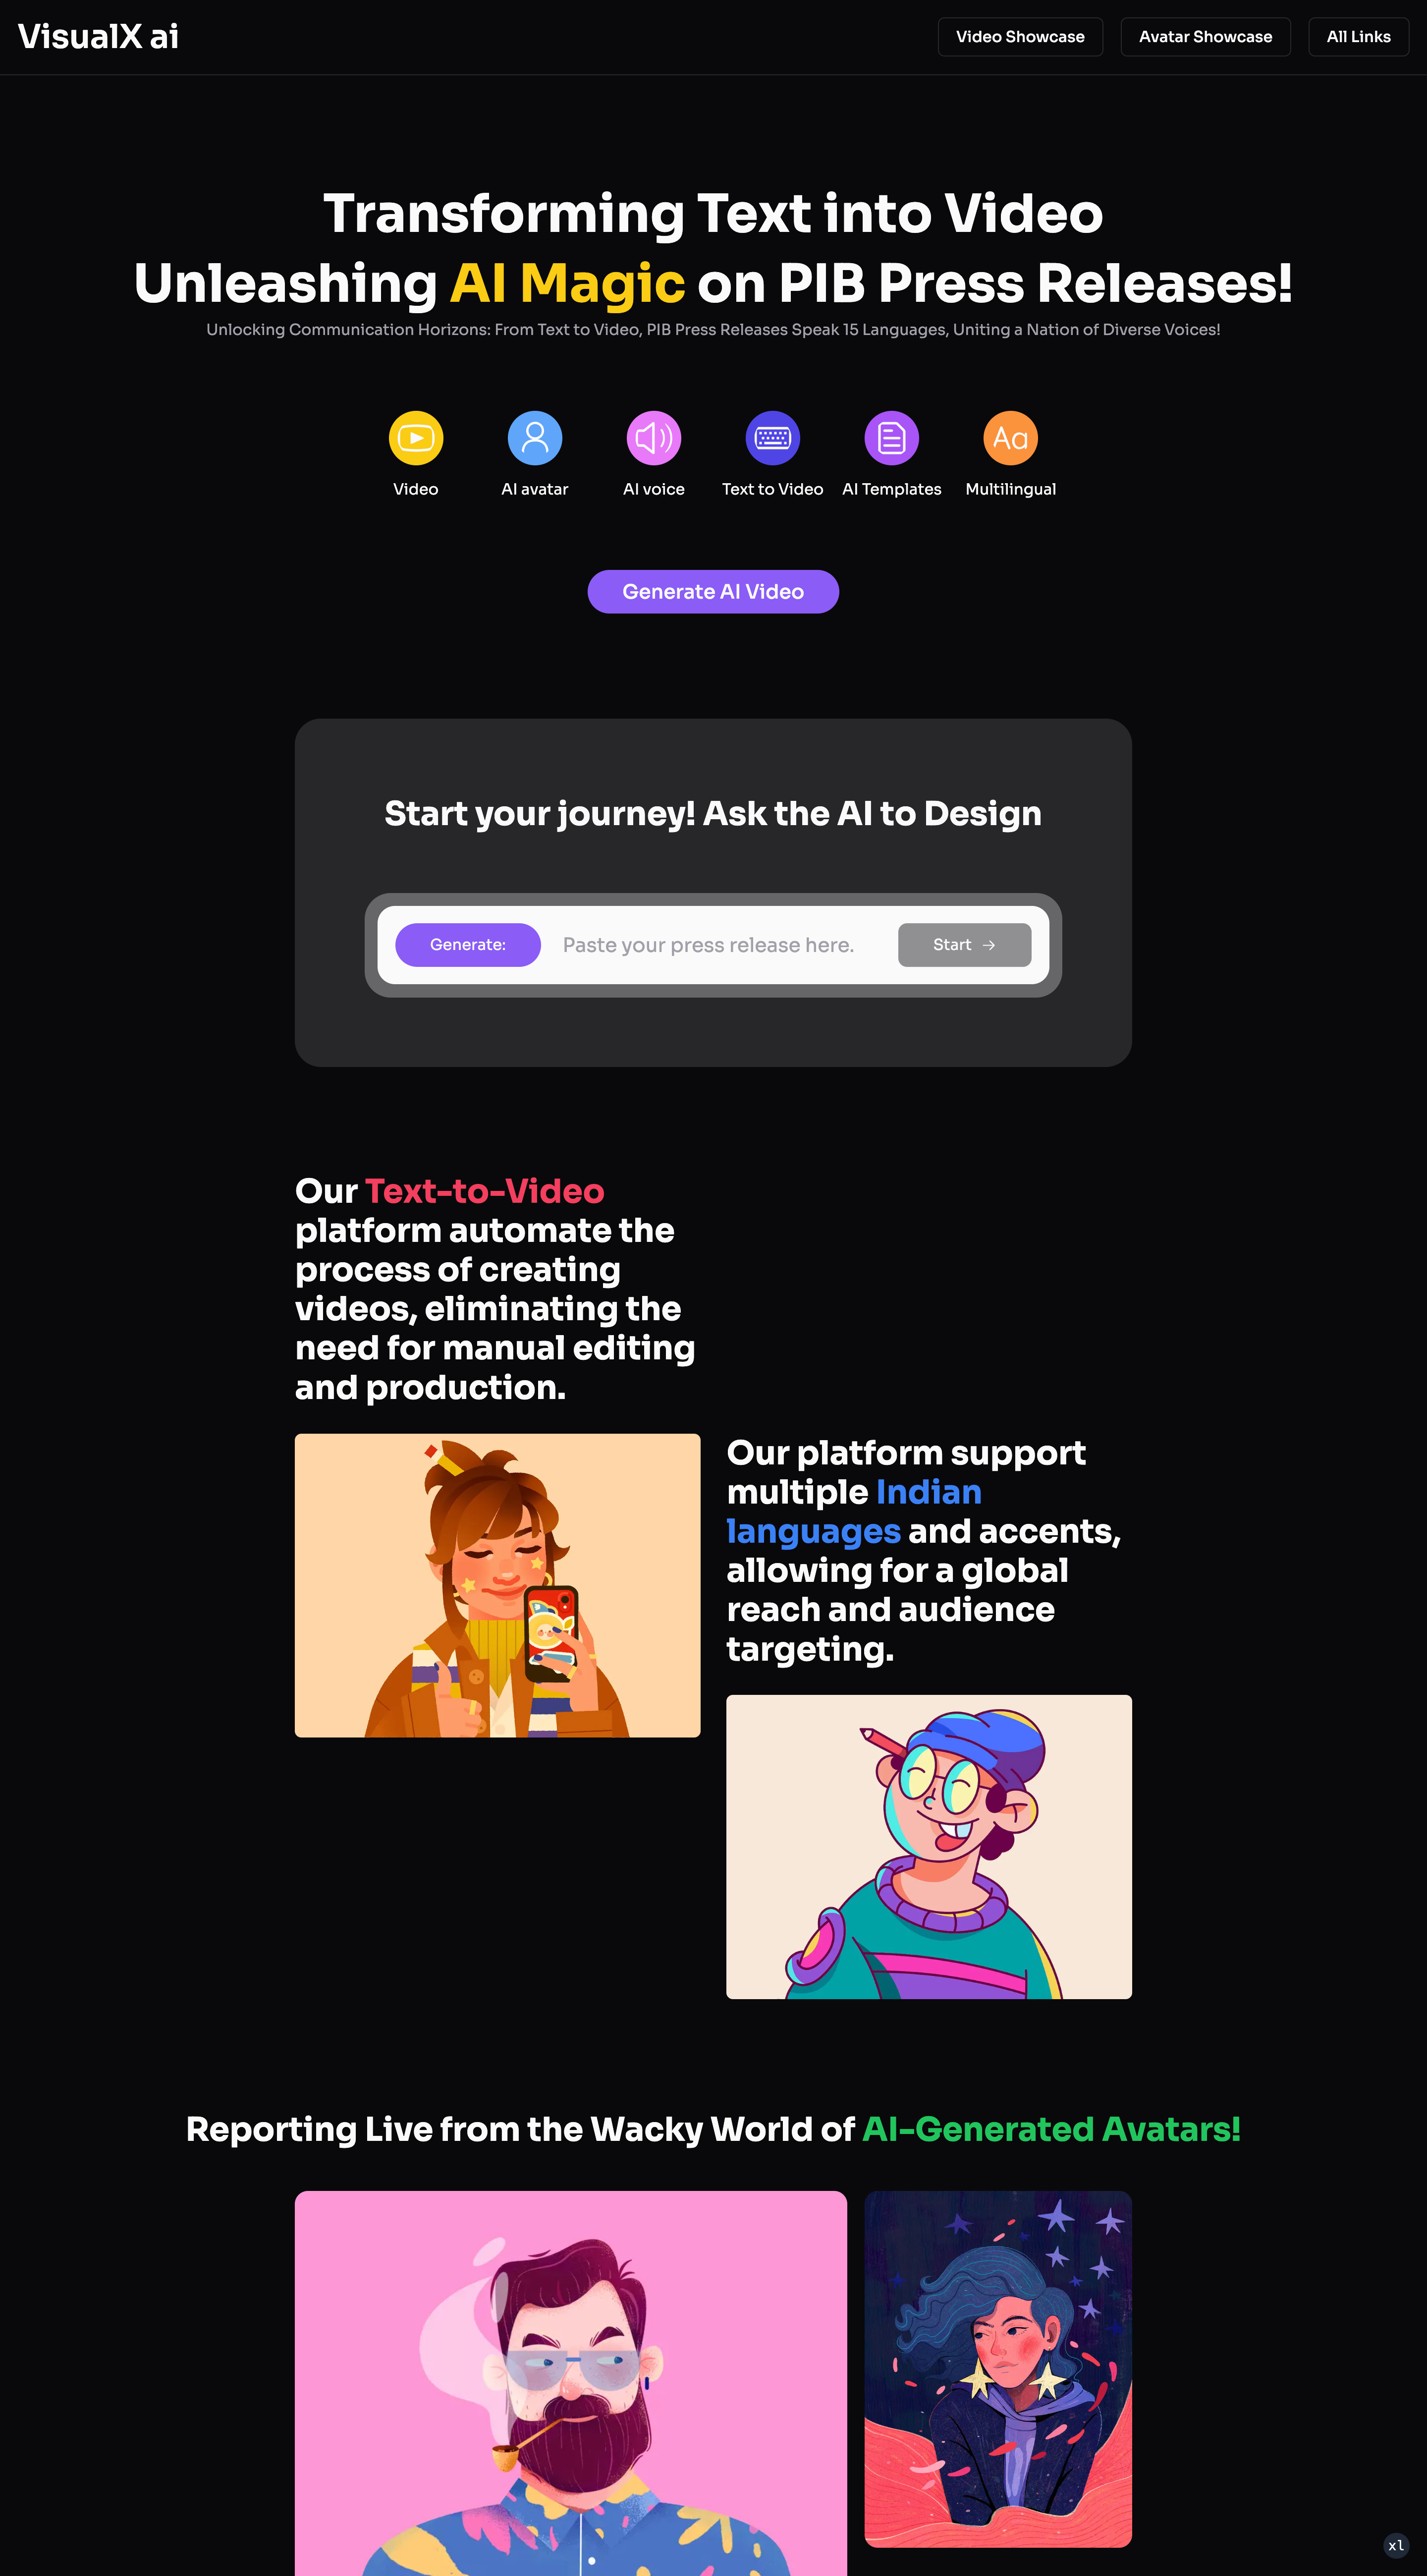 VisualX ai
Video Showcase
Avatar Showcase
All Links
Transforming Text into Video
Unleashing AI Magic on PIB Press Releases!
Unlocking Communication Horizons: From Text to Video, PIB Press Releases Speak 15 Languages, Uniting a Nation of Diverse Voices!
Video
AI avatar
AI voice
Text to Video
AI Templates
Aa
Multilingual
Generate AI Video
Start your journey! Ask the AI to Design
Generate:
Paste your press release here.
Start →
Our Text-to-Video
platform automate the
process of creating
videos, eliminating the
need for manual editing
and production.
Our platform support
multiple Indian
languages and accents,
allowing for a global
reach and audience
targeting.
Reporting Live from the Wacky World of AI-Generated Avatars!
xl